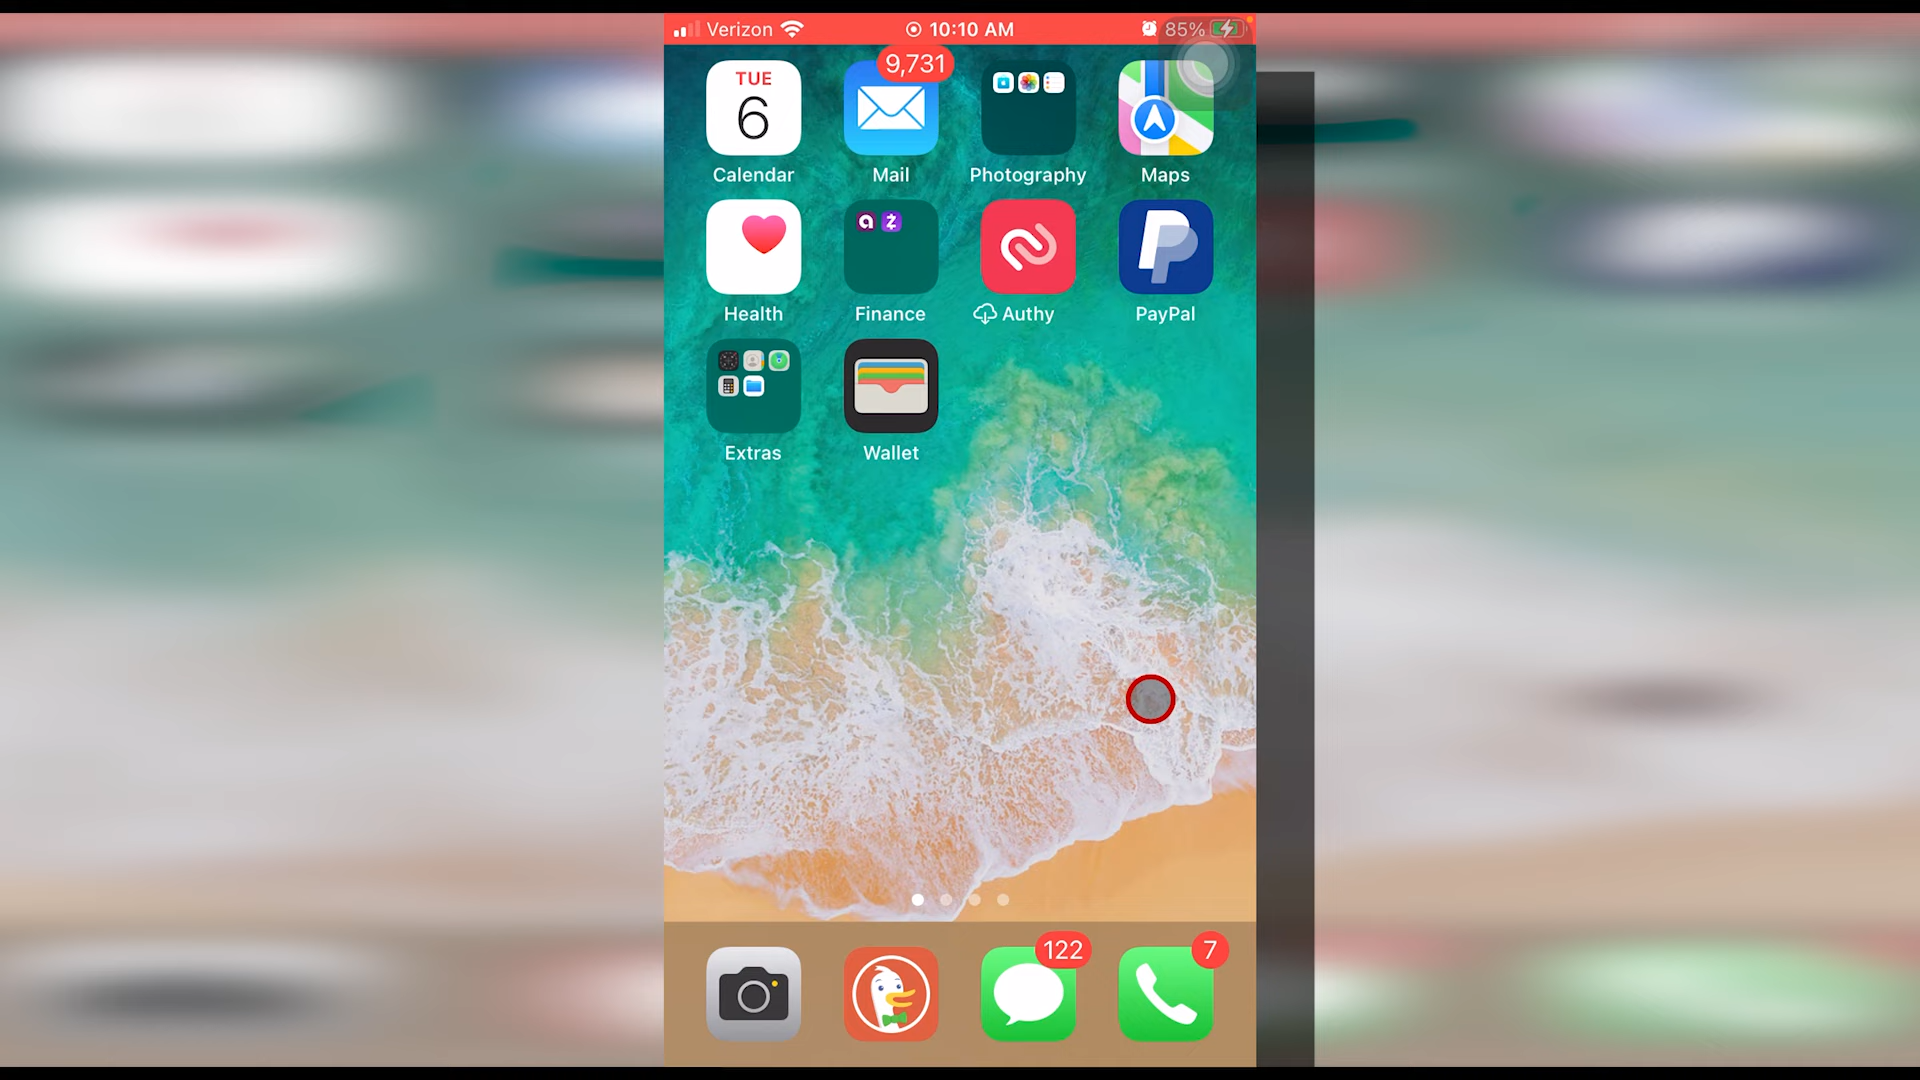 Verizon 10:10 AM 85%
9,731
TUE
6
Calendar Mail Photography Maps
Health Finance Authy PayPal
Extras Wallet
122 7